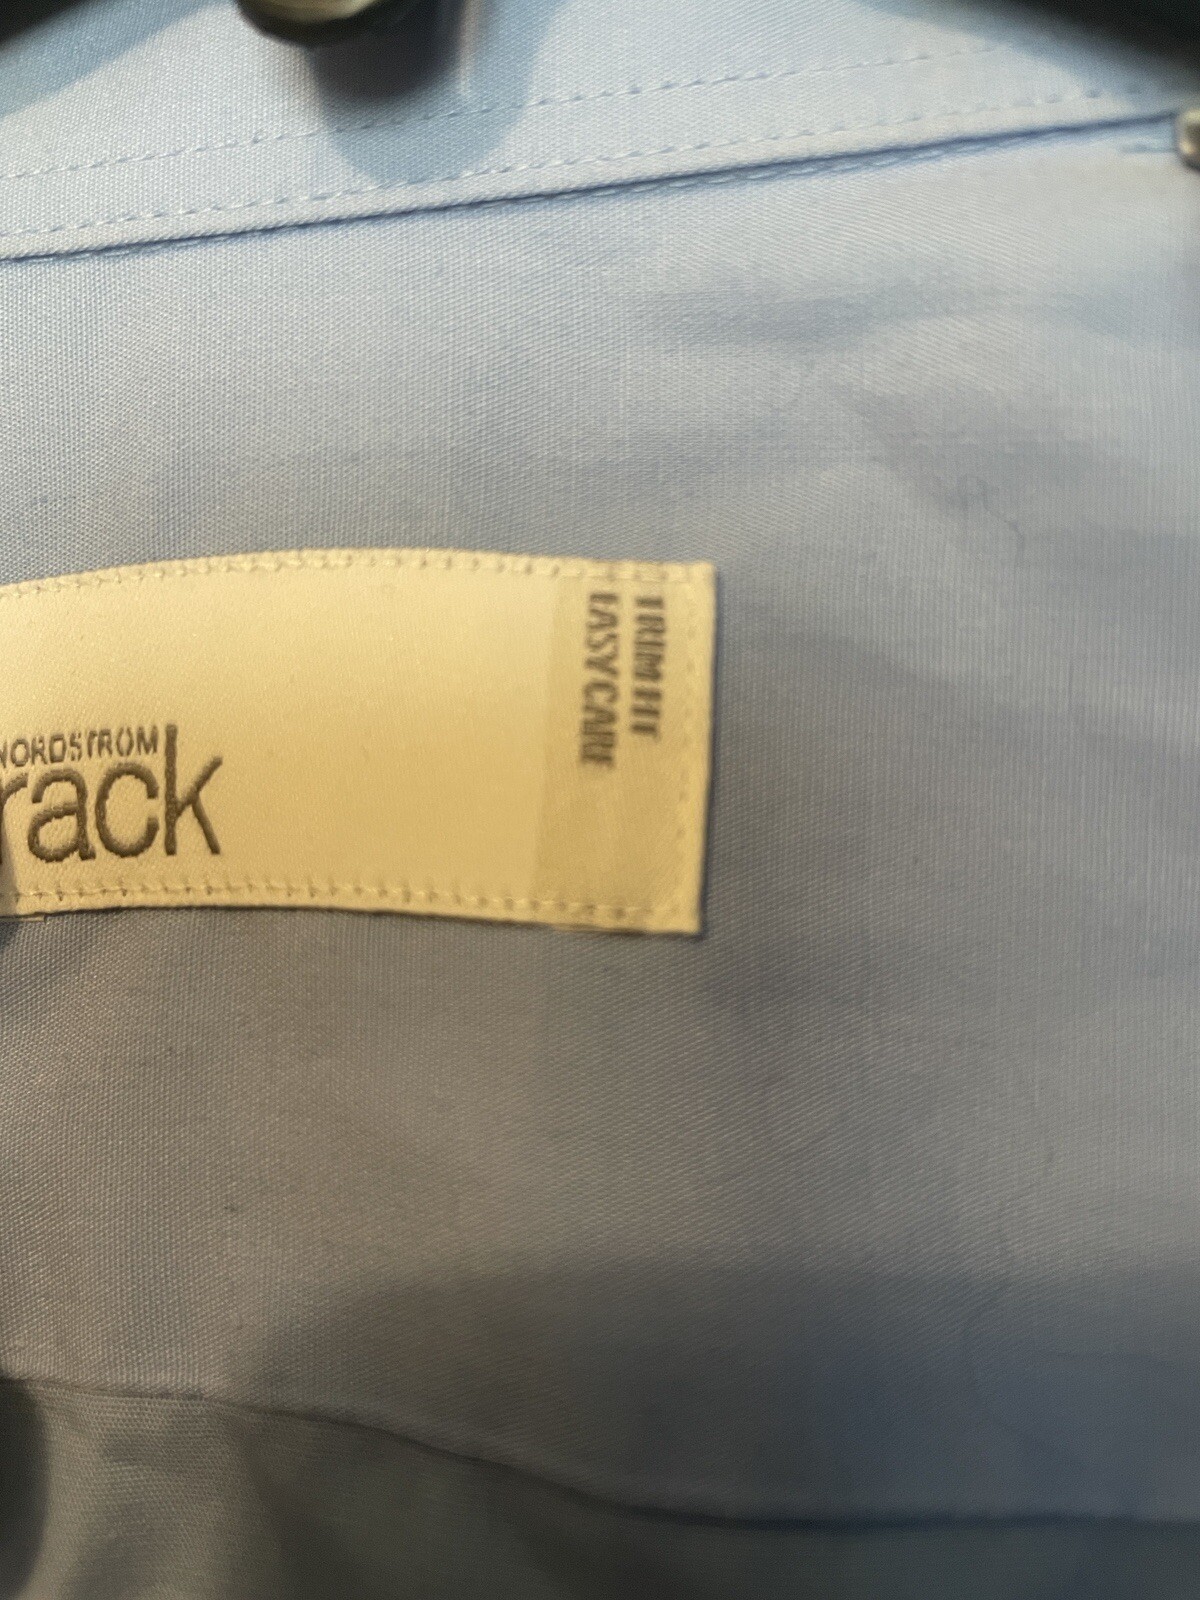 NORDSTROM
rack
TRIM FIT
EASY CARE